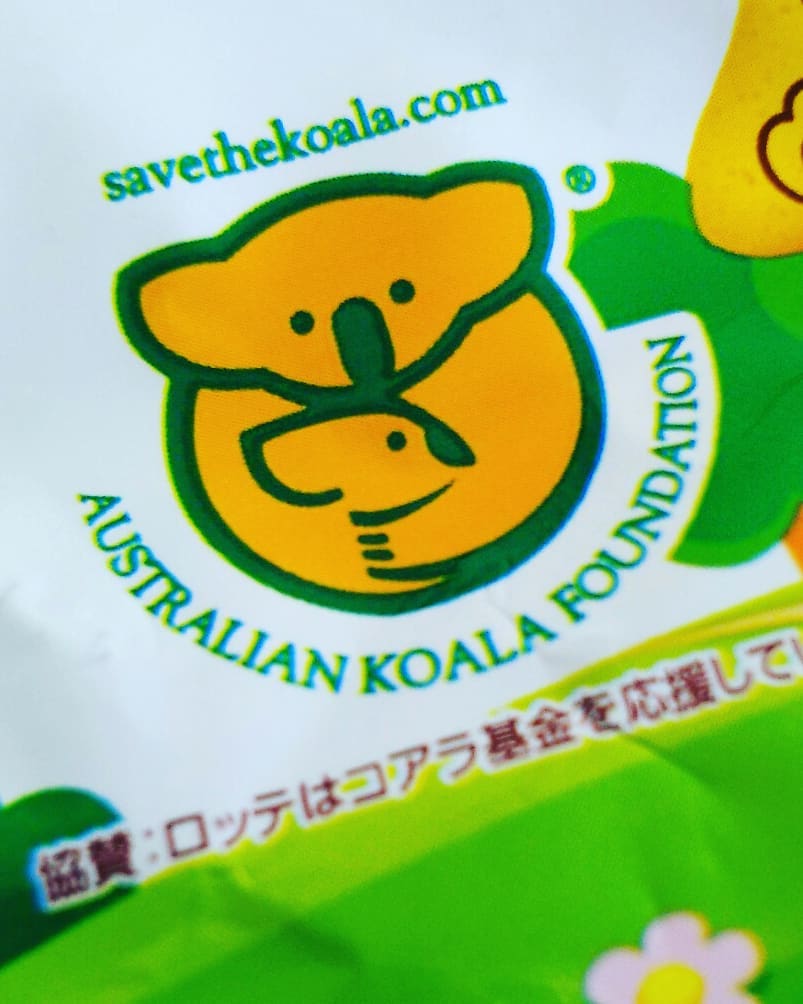 savethekoala.com
®
AUSTRALIAN KOALA FOUNDATION
協賛:ロッテはコアラ基金を応援してい